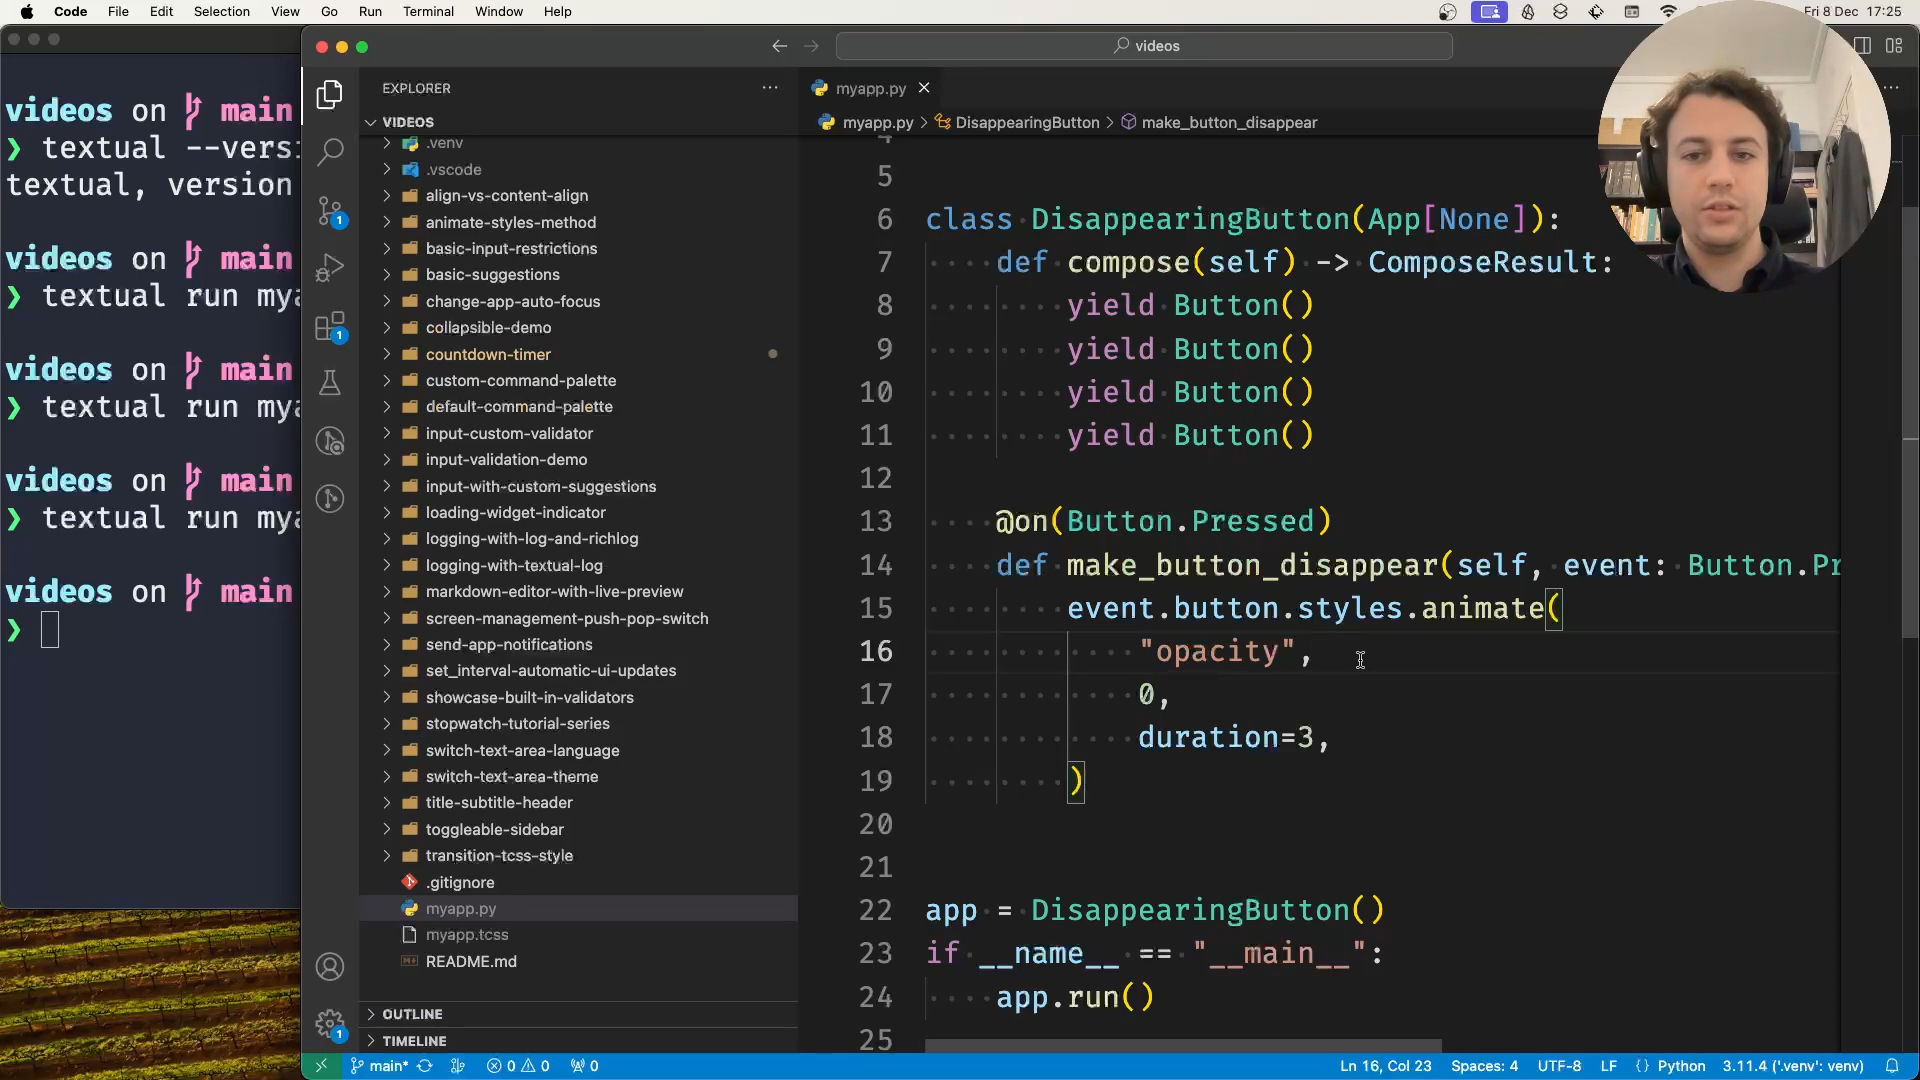 Code File Edit Selection View Go Run Terminal Window Help
Fri 8 Dec 17:25
videos on main
❯ textual --vers
textual, version
videos on main
❯ textual run mya
videos on main
❯ textual run mya
videos on main
❯ textual run mya
videos on main
❯
videos
EXPLORER
VIDEOS
.venv
.vscode
align-vs-content-align
animate-styles-method
basic-input-restrictions
basic-suggestions
change-app-auto-focus
collapsible-demo
countdown-timer
custom-command-palette
default-command-palette
input-custom-validator
input-validation-demo
input-with-custom-suggestions
loading-widget-indicator
logging-with-log-and-richlog
logging-with-textual-log
markdown-editor-with-live-preview
screen-management-push-pop-switch
send-app-notifications
set_interval-automatic-ui-updates
showcase-built-in-validators
stopwatch-tutorial-series
switch-text-area-language
switch-text-area-theme
title-subtitle-header
toggleable-sidebar
transition-tcss-style
.gitignore
myapp.py
myapp.tcss
README.md
OUTLINE
TIMELINE
1
1
1
myapp.py
myapp.py > DisappearingButton > make_button_disappear
4
5
6 class DisappearingButton(App[None]):
7 def compose(self) -> ComposeResult:
8 yield Button()
9 yield Button()
10 yield Button()
11 yield Button()
12
13 @on(Button.Pressed)
14 def make_button_disappear(self, event: Button.Pr
15 event.button.styles.animate(
16 "opacity",
17 0,
18 duration=3,
19 )
20
21
22 app = DisappearingButton()
23 if __name__ == "__main__":
24 app.run()
25
main* 0 0 0 Ln 16, Col 23 Spaces: 4 UTF-8 LF {} Python 3.11.4 ('.venv': venv)